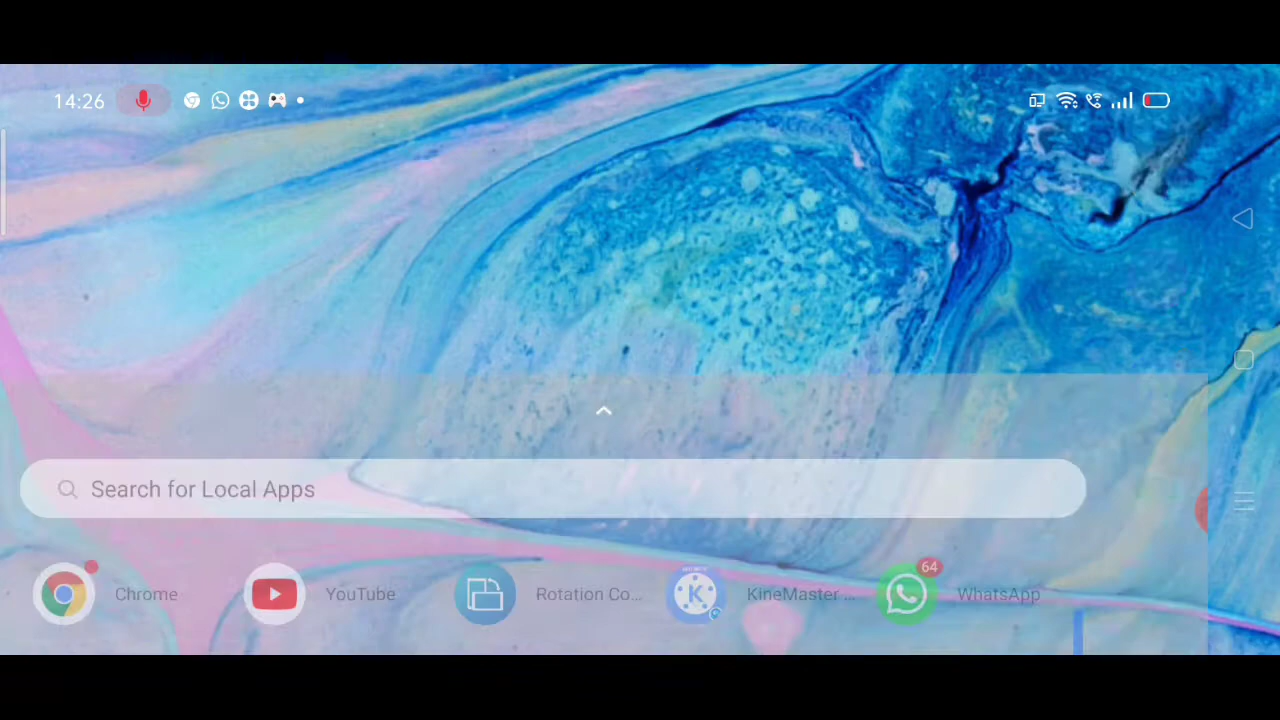 14:26
Search for Local Apps
Chrome
YouTube
Rotation Co...
K
KineMaster ...
64
WhatsApp